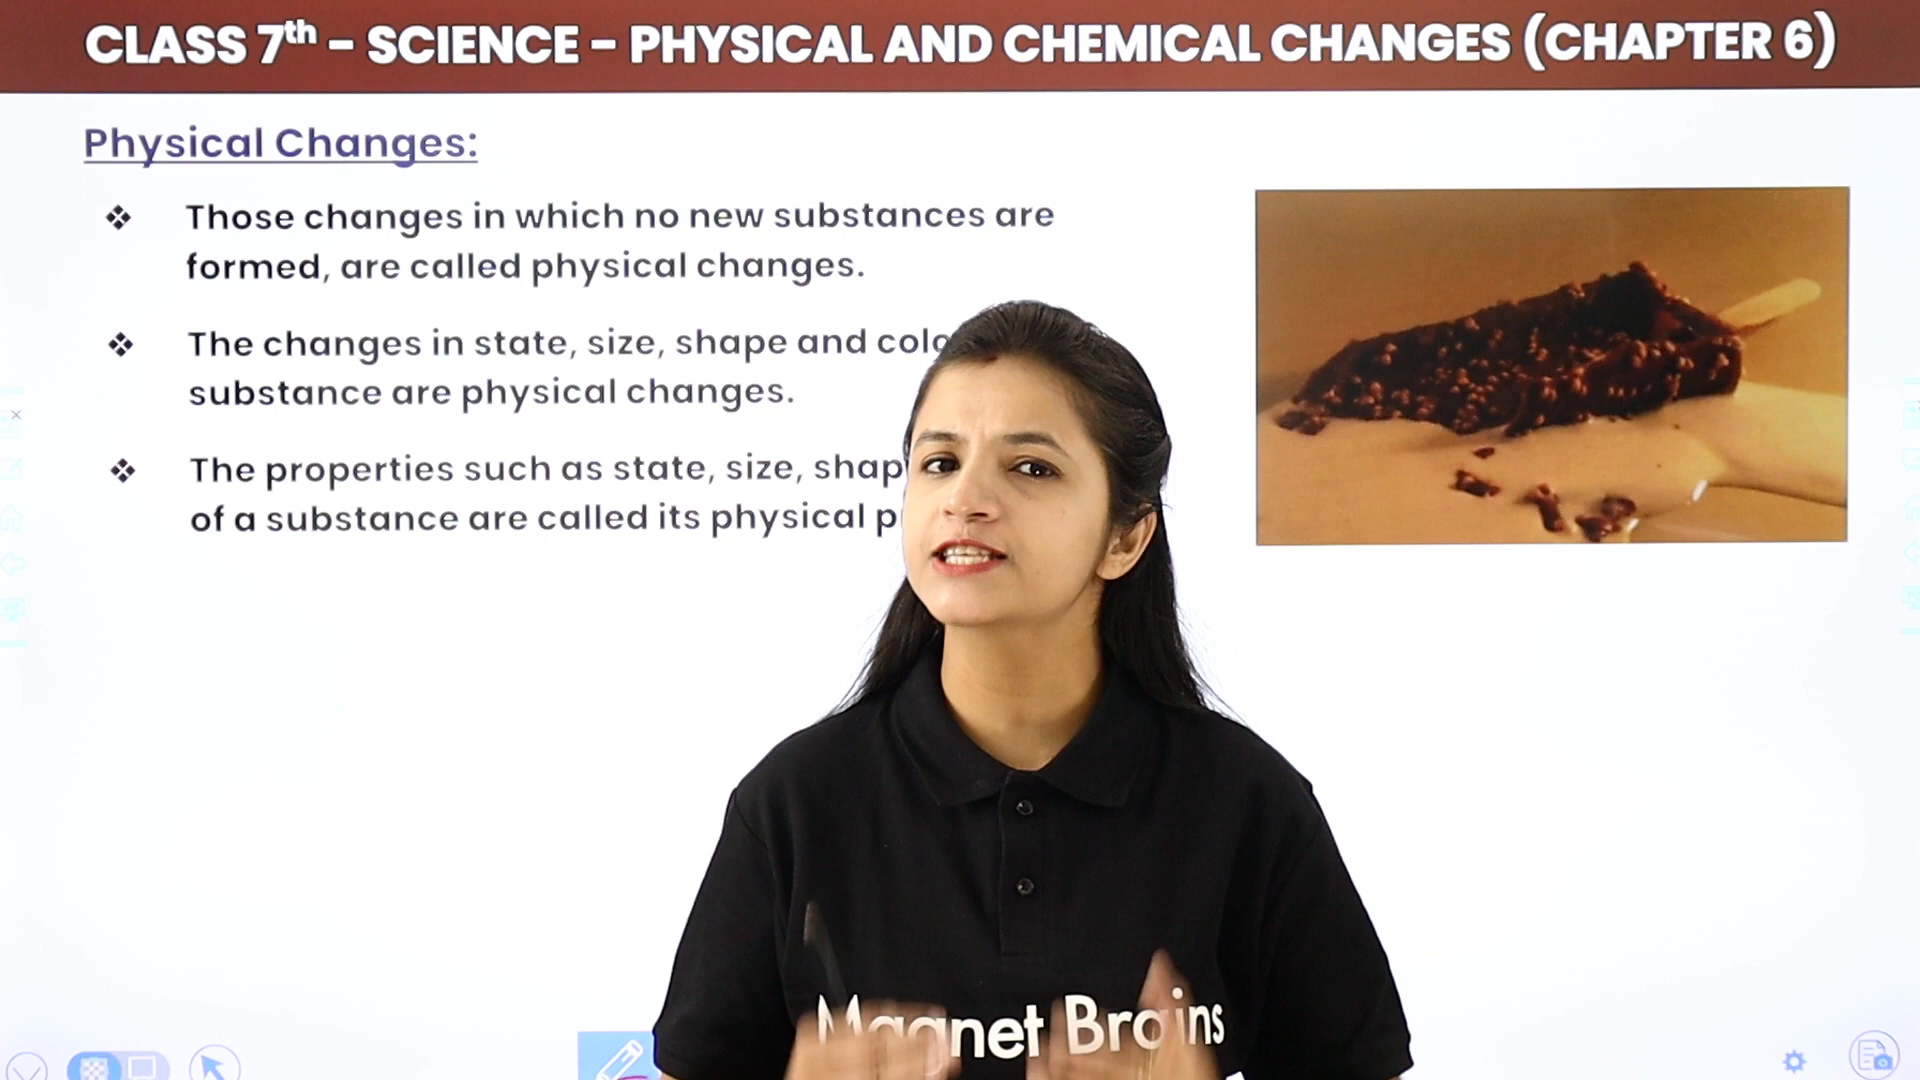 CLASS 7th – SCIENCE – PHYSICAL AND CHEMICAL CHANGES (CHAPTER 6)
Physical Changes:
❖ Those changes in which no new substances are
formed, are called physical changes.
❖ The changes in state, size, shape and
substance are physical changes.
❖ The properties such as state, size,
of a substance are called its physical
Magnet Brains